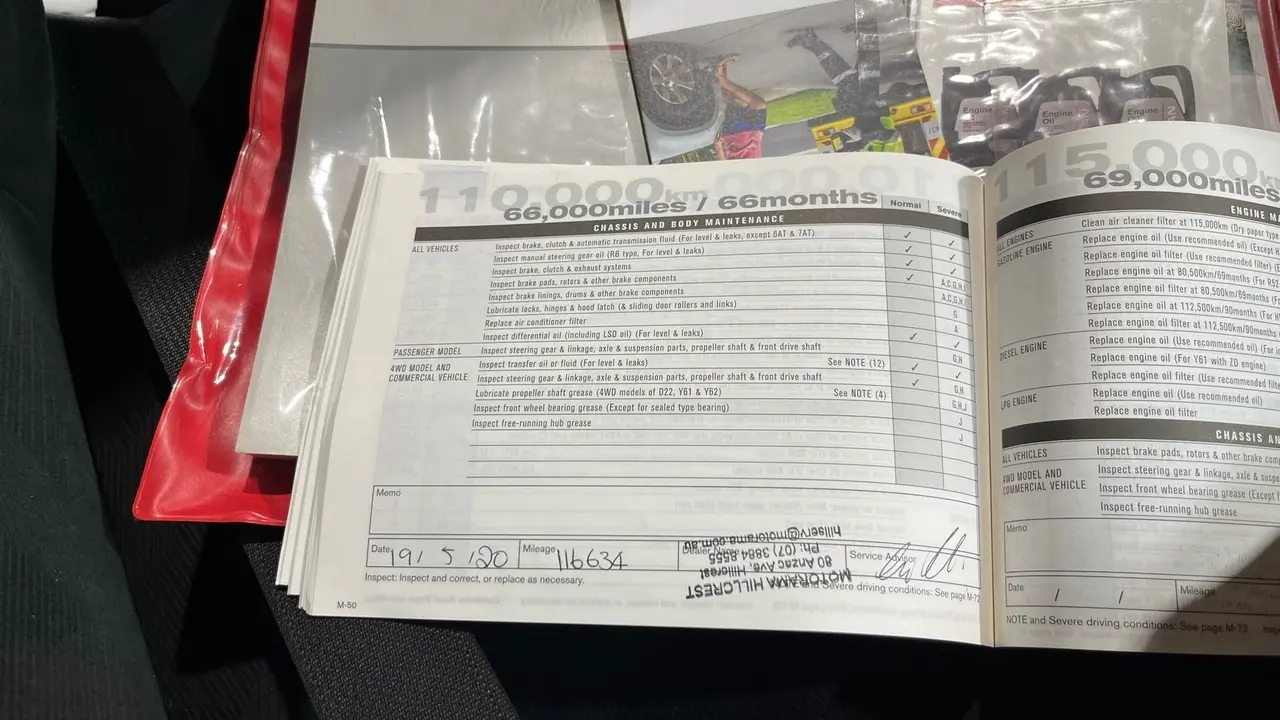 Engine
Engine
Oil
Engine
110,000km
66,000miles / 66months
Normal
Severe
CHASSIS AND BODY MAINTENANCE
ALL VEHICLES
Inspect brake, clutch & automatic transmission fluid (For level & leaks, except 6AT & 7AT)
Inspect manual steering gear oil (RB type, For level & leaks)
Inspect brake, clutch & exhaust systems
Inspect brake pads, rotors & other brake components
A,C,G,H,
Inspect brake linings, drums & other brake components
A,C,G,H,
Lubricate locks, hinges & hood latch (& sliding door rollers and links)
G
Replace air conditioner filter
A
Inspect differential oil (including LSD oil) (For level & leaks)
PASSENGER MODEL
Inspect steering gear & linkage, axle & suspension parts, propeller shaft & front drive shaft
G,H
4WD MODEL AND
COMMERCIAL VEHICLE
Inspect transfer oil or fluid (For level & leaks)
See NOTE (12)
Inspect steering gear & linkage, axle & suspension parts, propeller shaft & front drive shaft
G,H
Lubricate propeller shaft grease (4WD models of D22, Y61 & Y62)
See NOTE (4)
G,H,J
Inspect front wheel bearing grease (Except for sealed type bearing)
J
Inspect free-running hub grease
J
Memo
Date 19/ 5 /20
Mileage 116634
Dealer Name
Service Advisor
MOTORAMA HILLCREST
80 Anzac Ave, Hillcrest
Ph: (07) 3884 8555
hillserv@motorama.com.au
Inspect: Inspect and correct, or replace as necessary.
Severe driving conditions: See page M-72
M-50
115,000k
69,000miles
ENGINE M
ALL ENGINES
Clean air cleaner filter at 115,000km (Dry paper type
GASOLINE ENGINE
Replace engine oil (Use recommended oil) (Except
Replace engine oil filter (Use recommended filter)
Replace engine oil at 80,500km/69months (For R52
Replace engine oil filter at 80,500km/69months
Replace engine oil at 112,500km/90months
Replace engine oil filter at 112,500km/90months
DIESEL ENGINE
Replace engine oil (Use recommended oil) (For
Replace engine oil (For Y61 with ZD engine)
Replace engine oil filter (Use recommended
LPG ENGINE
Replace engine oil (Use recommended oil)
Replace engine oil filter
CHASSIS AN
ALL VEHICLES
Inspect brake pads, rotors & other brake com
4WD MODEL AND
COMMERCIAL VEHICLE
Inspect steering gear & linkage, axle & suspe
Inspect front wheel bearing grease (Except
Inspect free-running hub grease
Memo
Date / /
Mileage
NOTE and Severe driving conditions: See page M-72.